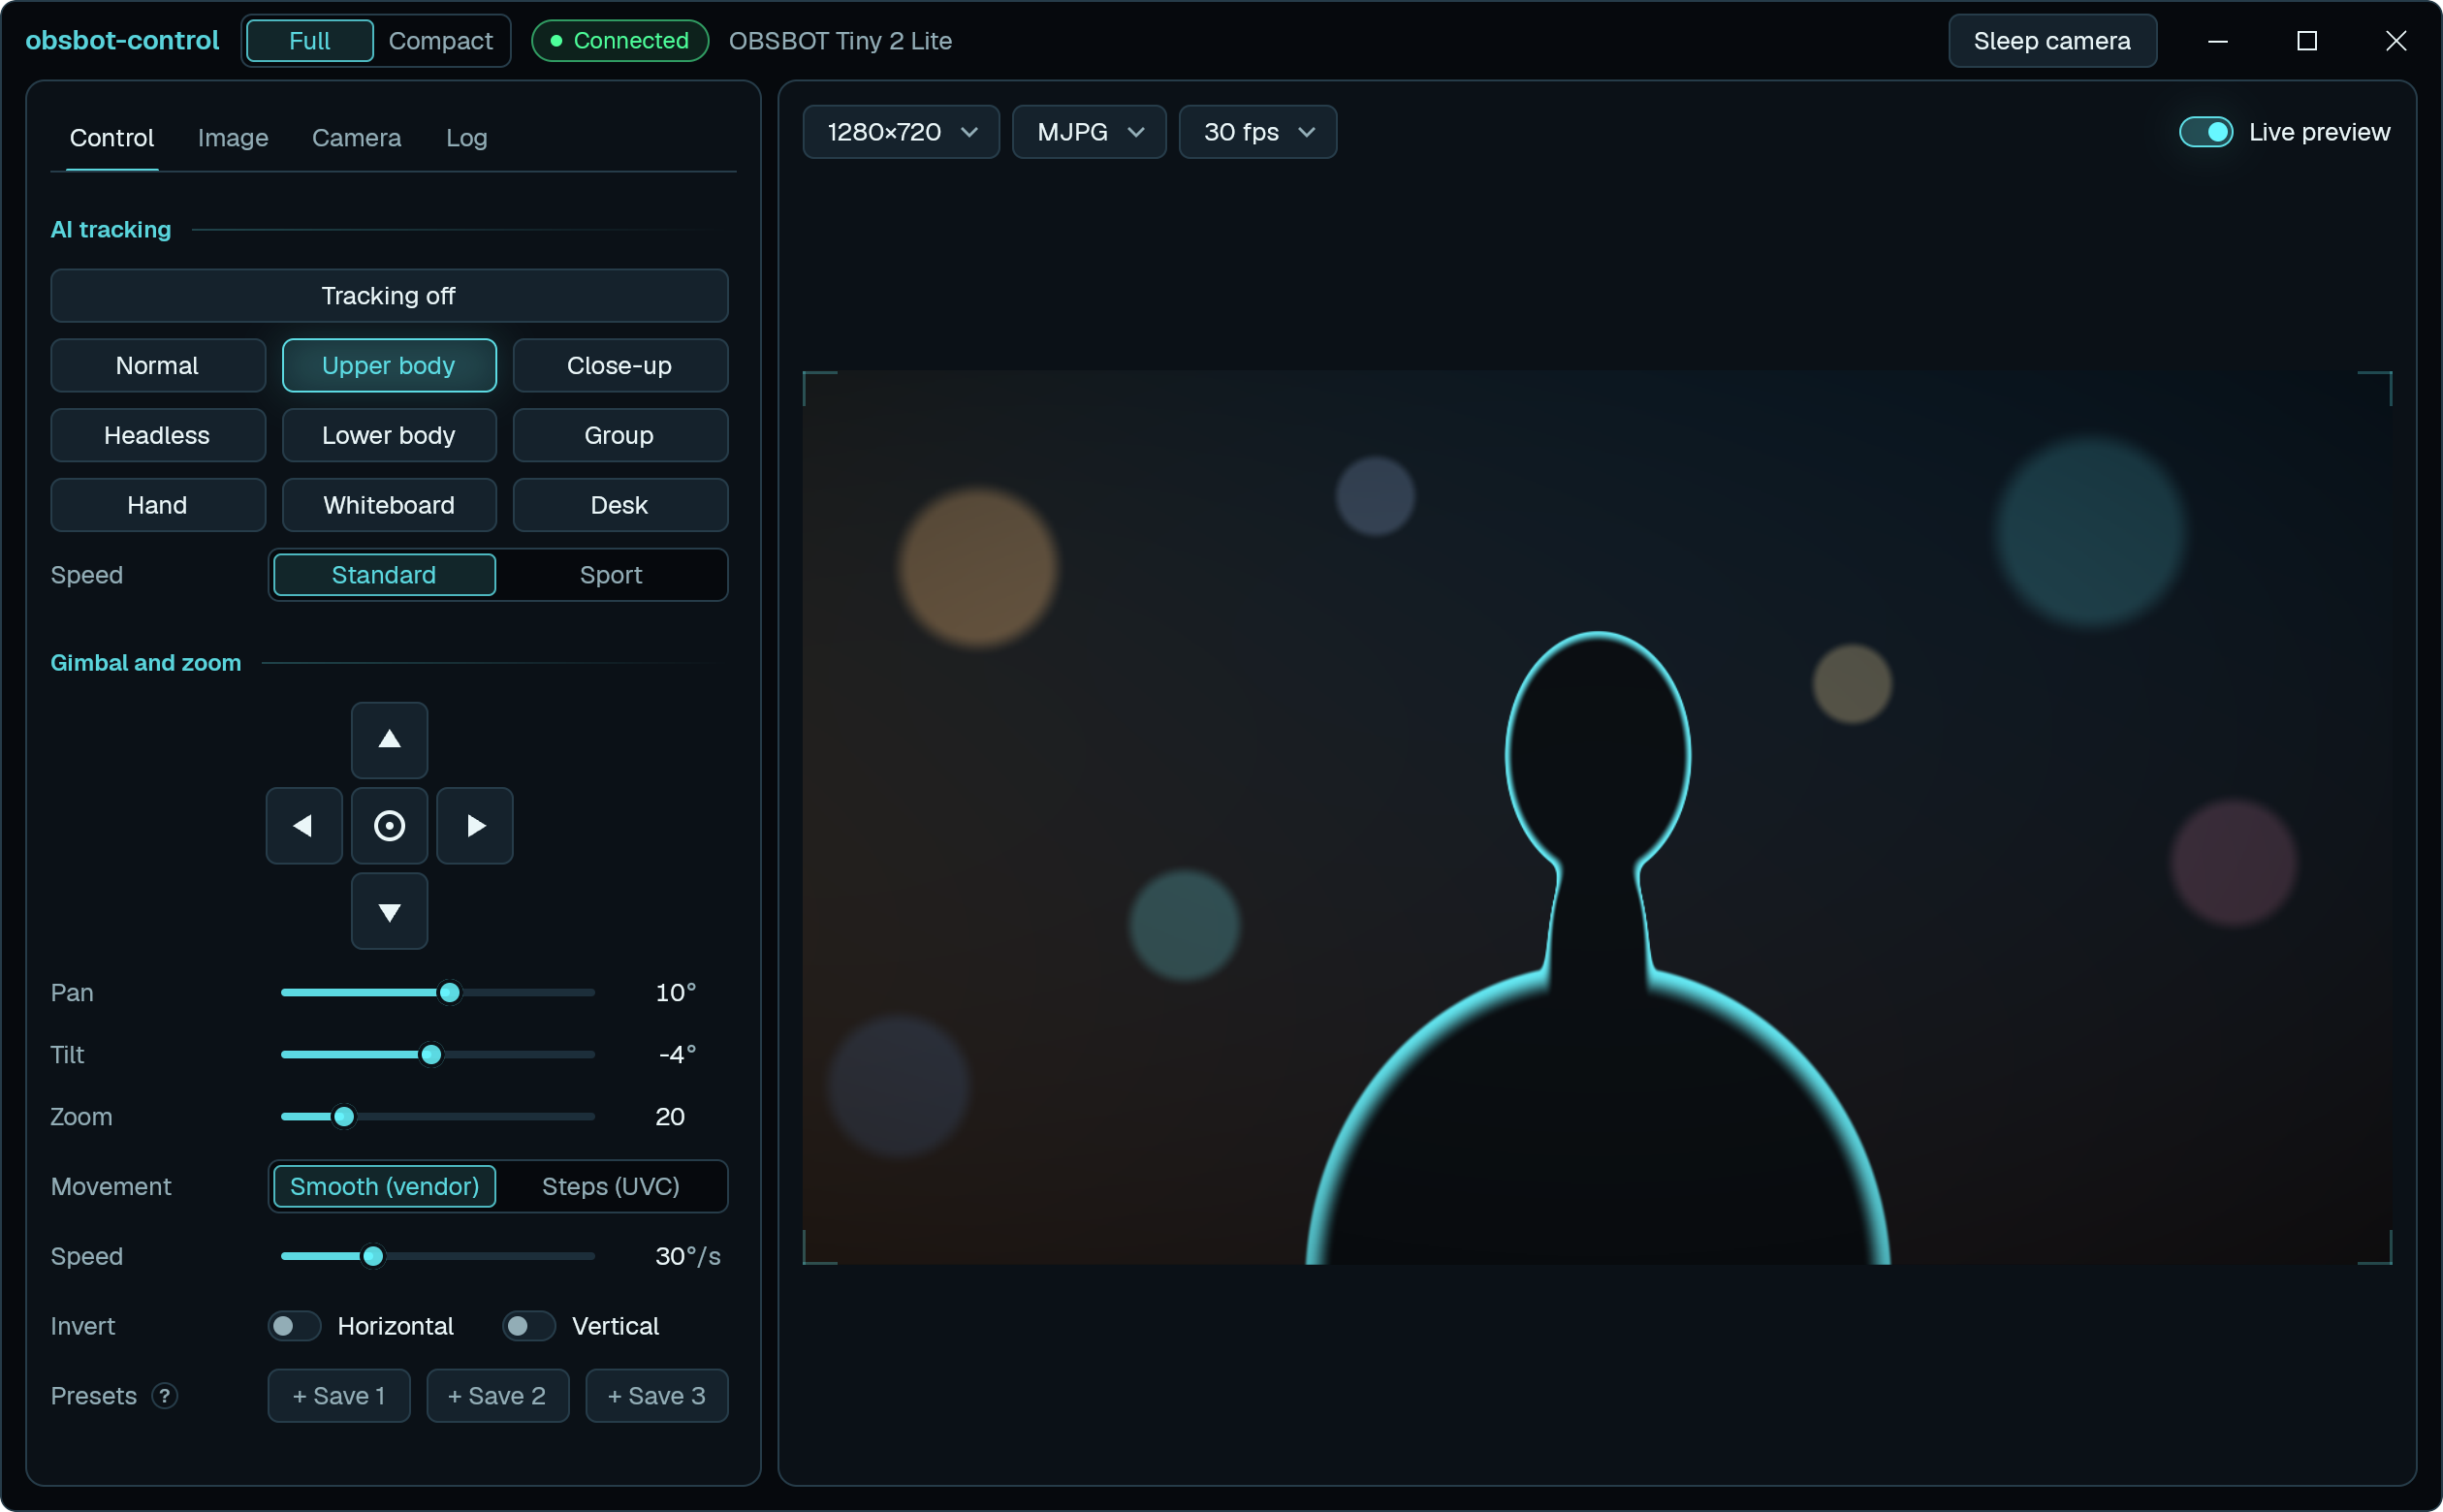 obsbot-control Full Compact Connected OBSBOT Tiny 2 Lite Sleep camera
Control Image Camera Log
AI tracking
Tracking off
Normal Upper body Close-up
Headless Lower body Group
Hand Whiteboard Desk
Speed Standard Sport
Gimbal and zoom
Pan 10°
Tilt -4°
Zoom 20
Movement Smooth (vendor) Steps (UVC)
Speed 30°/s
Invert Horizontal Vertical
Presets ? + Save 1 + Save 2 + Save 3
1280×720 MJPG 30 fps Live preview